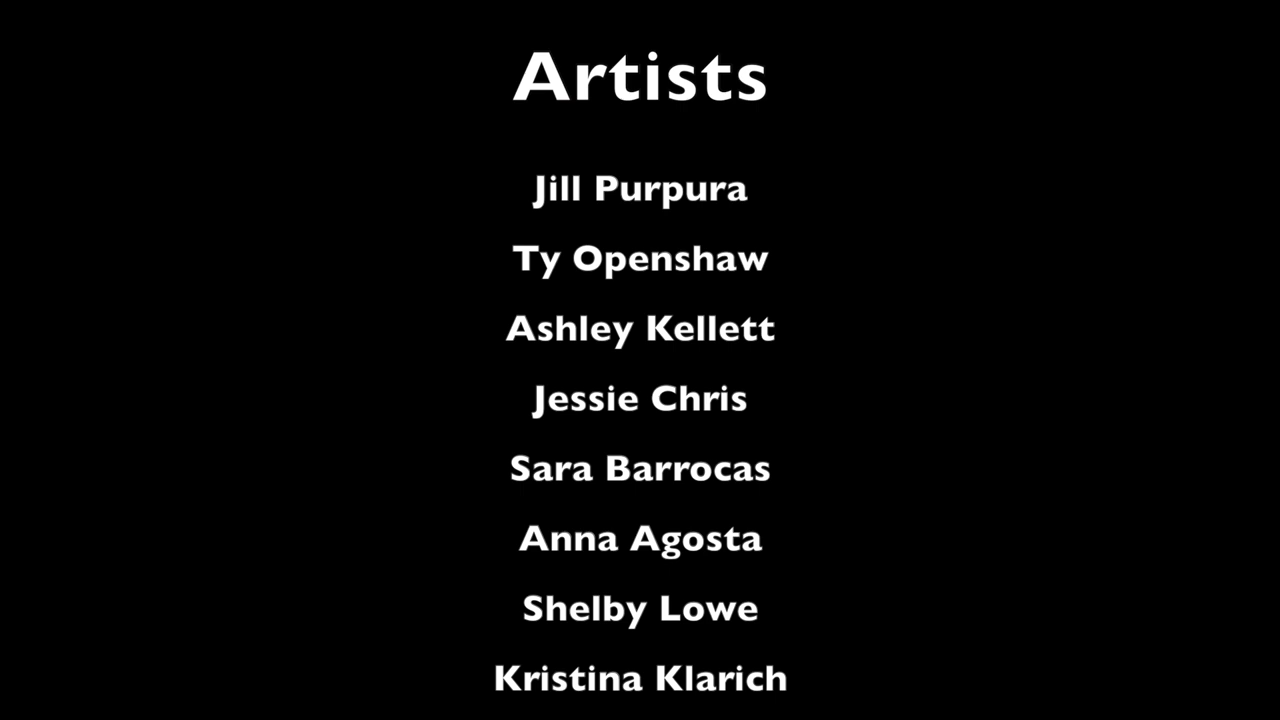 Artists
Jill Purpura
Ty Openshaw
Ashley Kellett
Jessie Chris
Sara Barrocas
Anna Agosta
Shelby Lowe
Kristina Klarich